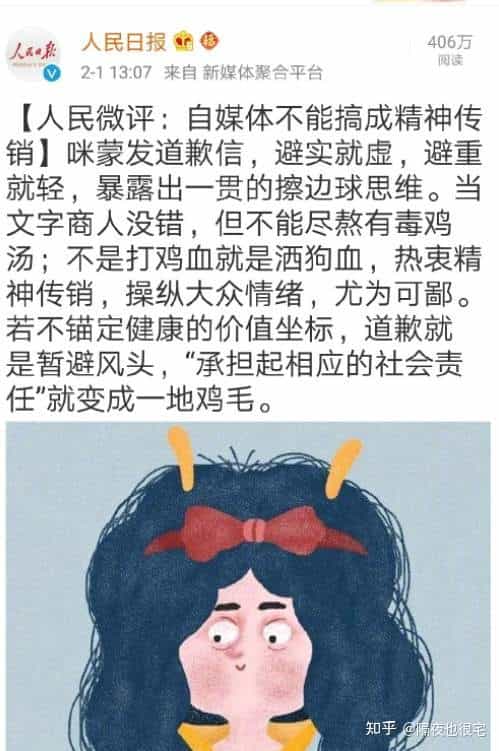 人民日报
人民日报
406万
阅读
2-1 13:07 来自 新媒体聚合平台
【人民微评：自媒体不能搞成精神传
销】咪蒙发道歉信，避实就虚，避重
就轻，暴露出一贯的擦边球思维。当
文字商人没错，但不能尽熬有毒鸡
汤；不是打鸡血就是洒狗血，热衷精
神传销，操纵大众情绪，尤为可鄙。
若不锚定健康的价值坐标，道歉就
是暂避风头，“承担起相应的社会责
任”就变成一地鸡毛。
知乎 @隔夜也很宅